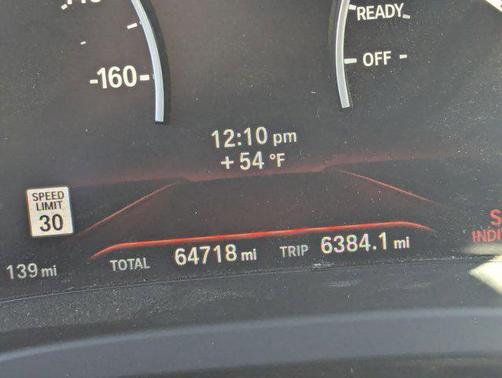 READY
-160-
OFF
12:10 pm
+ 54 °F
SPEED
LIMIT
30
139 mi
TOTAL 64718 mi TRIP 6384.1 mi